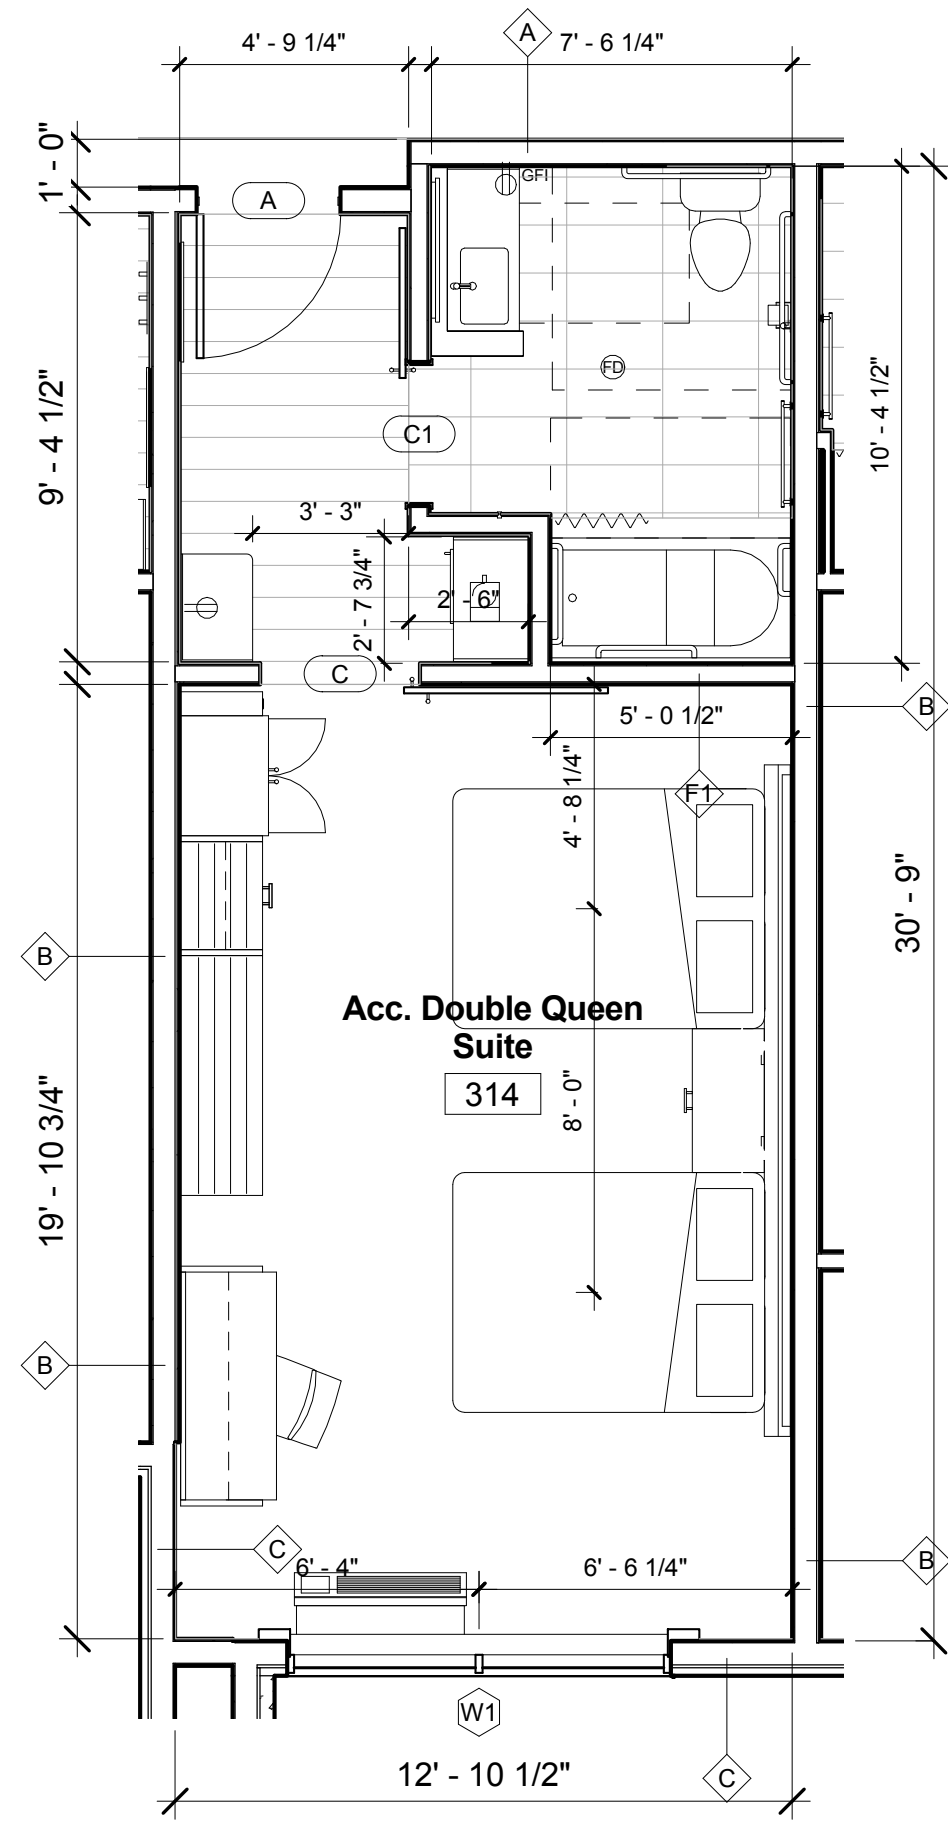 A
4' - 9 1/4"
7' - 6 1/4"
1' - 0"
A
GFI
9' - 4 1/2"
FD
10' - 4 1/2"
C1
3' - 3"
2' - 7 3/4"
2' - 6"
C
B
5' - 0 1/2"
4' - 8 1/4"
F1
30' - 9"
B
Acc. Double Queen
Suite
314
8' - 0"
19' - 10 3/4"
B
C
6' - 4"
6' - 6 1/4"
B
W1
12' - 10 1/2"
C